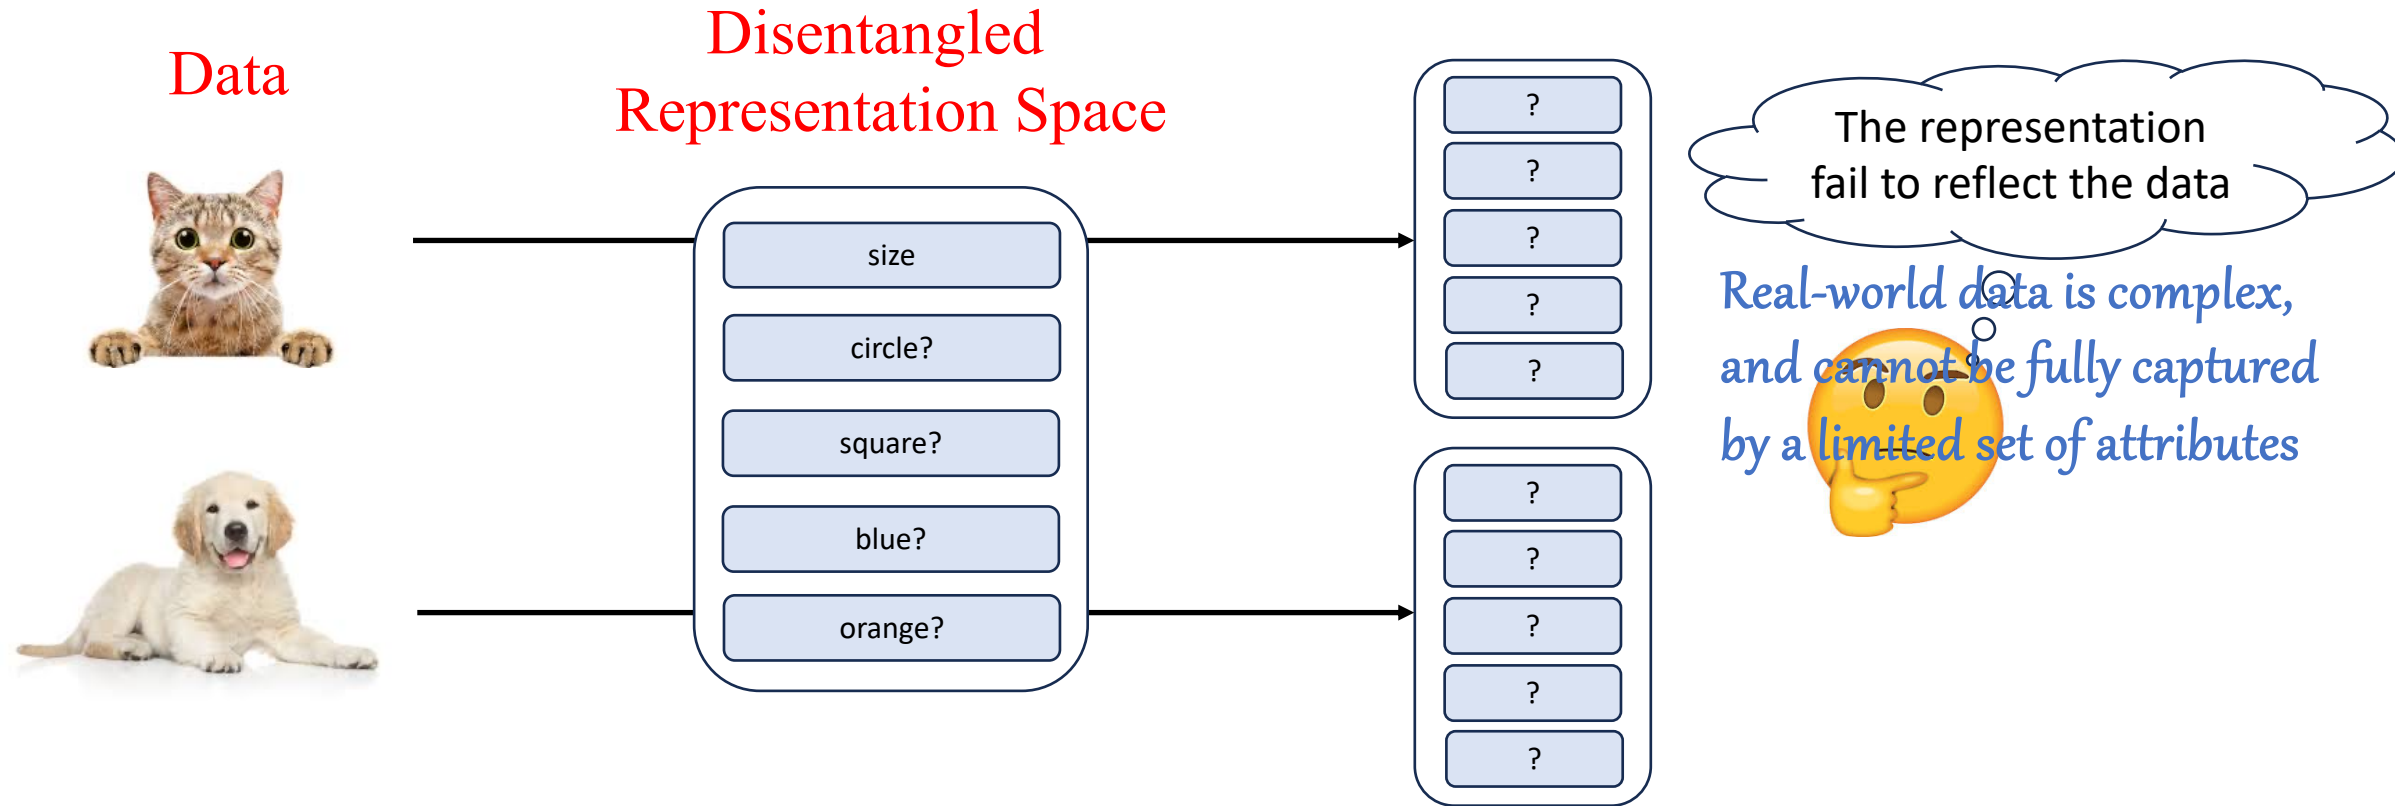 Data
Disentangled
Representation Space
size
circle?
square?
blue?
orange?
?
?
?
?
?
?
?
?
?
?
The representation
fail to reflect the data
Real-world data is complex,
and cannot be fully captured
by a limited set of attributes